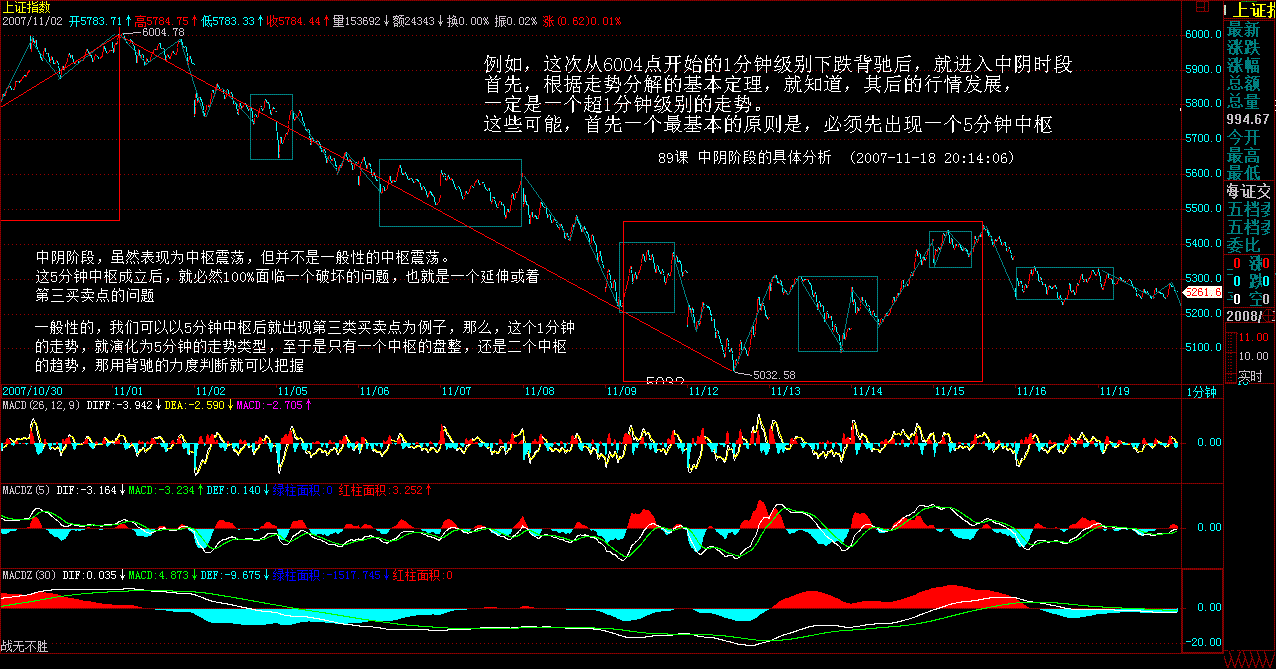 上证指数
2007/11/02 开5783.71↑高5784.75↑低5783.33↑收5784.44↑量153692↓额24343↓换0.00% 振0.02% 涨(0.82)0.01%
6004.78
例如，这次从6004点开始的1分钟级别下跌背驰后，就进入中阴时段
首先，根据走势分解的基本定理，就知道，其后的行情发展，
一定是一个超1分钟级别的走势。
这些可能，首先一个最基本的原则是，必须先出现一个5分钟中枢
89课 中阴阶段的具体分析 （2007-11-18 20:14:06）
中阴阶段，虽然表现为中枢震荡，但并不是一般性的中枢震荡。
这5分钟中枢成立后，就必然100%面临一个破坏的问题，也就是一个延伸或着
第三买卖点的问题
一般性的，我们可以以5分钟中枢后就出现第三类买卖点为例子，那么，这个1分钟
的走势，就演化为5分钟的走势类型，至于是只有一个中枢的盘整，还是二个中枢
的趋势，那用背驰的力度判断就可以把握
5032.58
6000.0
5900.0
5800.0
5700.0
5600.0
5500.0
5400.0
5300.0
5261.6
5200.0
5100.0
2007/10/30 11/01 11/02 11/05 11/06 11/07 11/08 11/09 11/12 11/13 11/14 11/15 11/16 11/19 1分钟
MACD(26,12,9) DIFF:-3.942↓DEA:-2.590↓MACD:-2.705↑
0.00
MACDZ(5) DIF:-3.164↓MACD:-3.234↑DEF:0.140↓绿柱面积:0 红柱面积:3.252↑
0.00
MACDZ(30) DIF:0.035↓MACD:4.873↓DEF:-9.675↓绿柱面积:-1517.745↓红柱面积:0
0.00
-20.00
战无不胜
上证指
最新
涨跌
涨幅
总额
总量
994.67
今开
最高
最低
海证交
五档
五档
委比
0 涨0
0 跌0
0 空0
2008/
11.00
10.00
实时